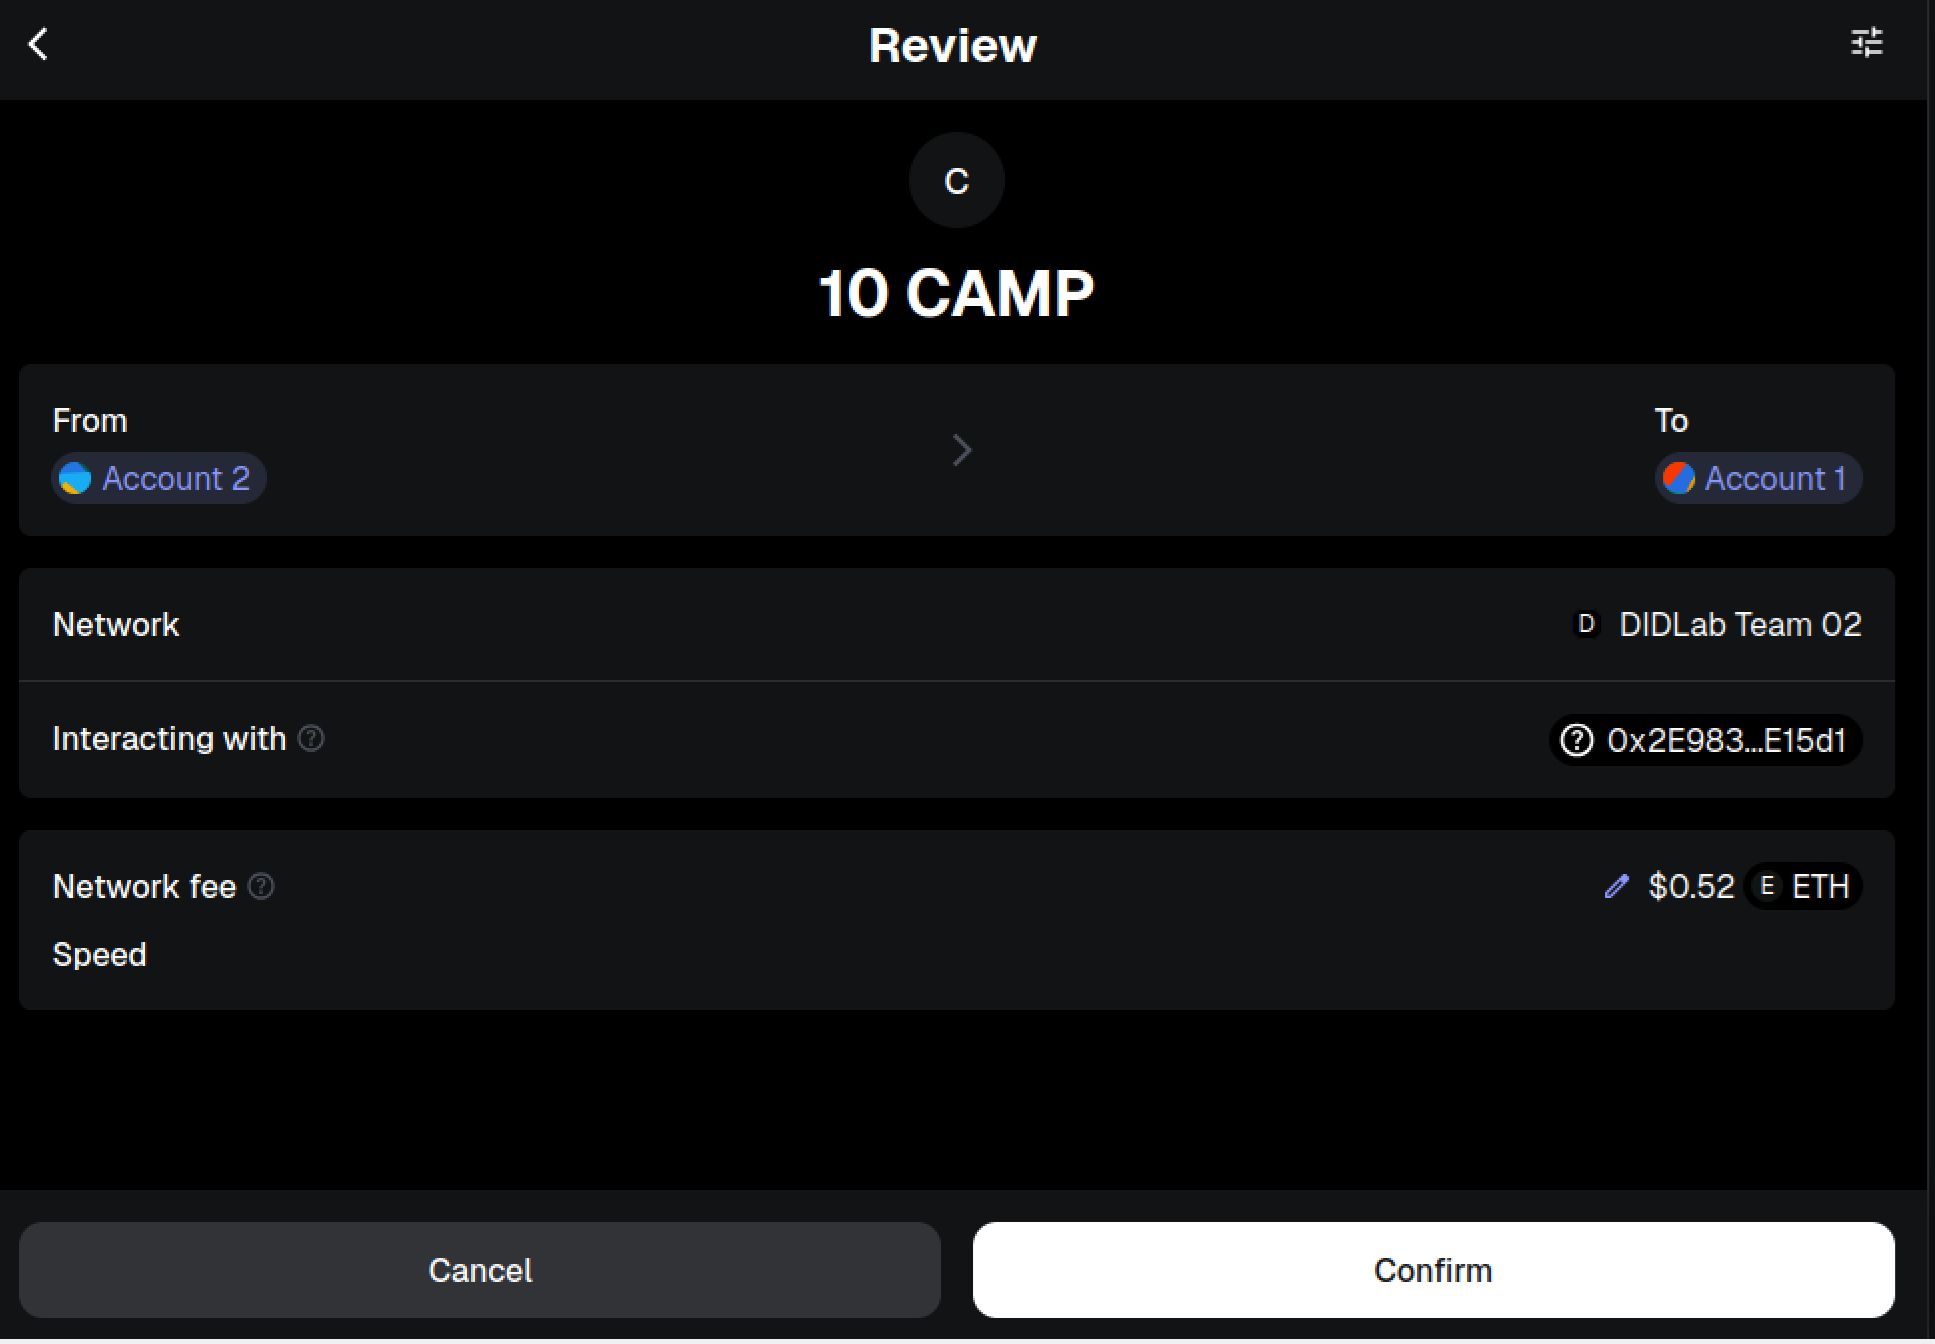 Review
C
10 CAMP
From
To
Account 2
Account 1
Network
D DIDLab Team 02
Interacting with ?
? 0x2E983...E15d1
Network fee ?
$0.52 E ETH
Speed
Cancel
Confirm